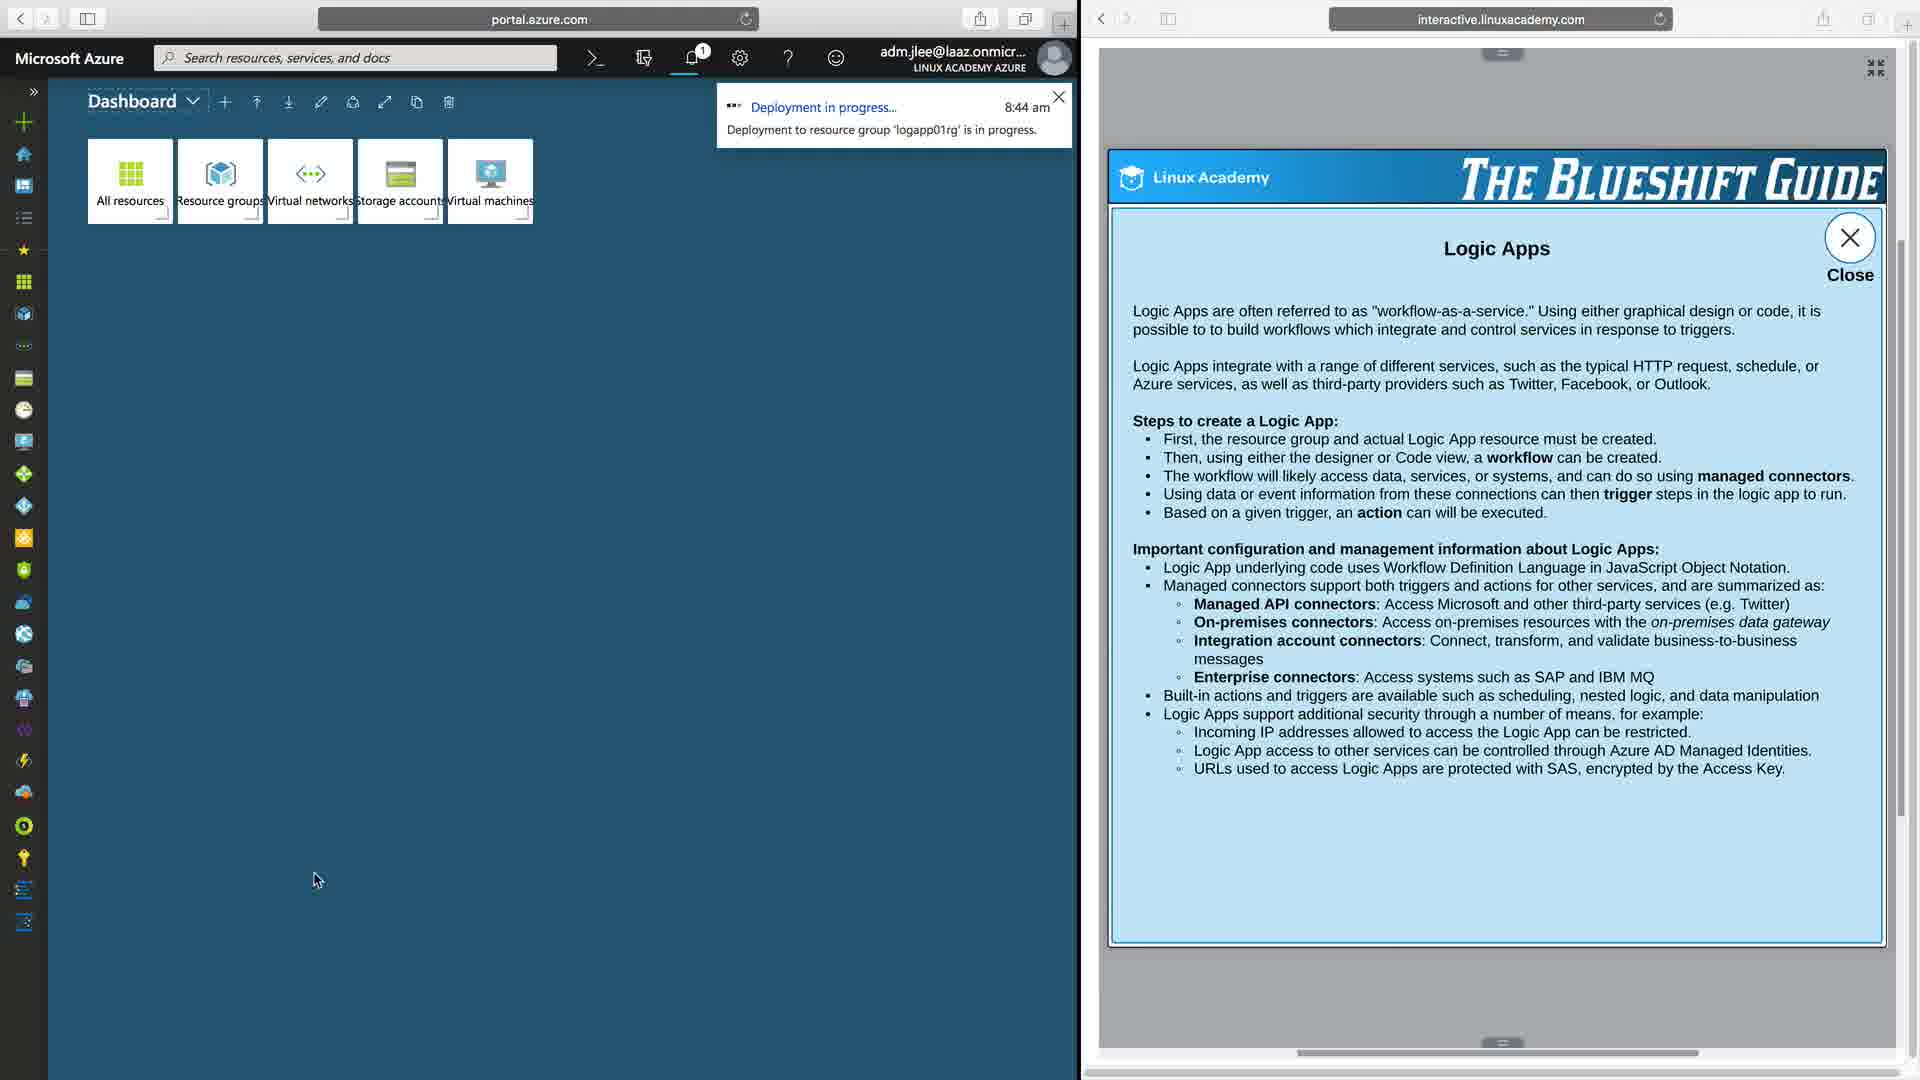 portal.azure.com
Microsoft Azure
Search resources, services, and docs
1
adm.jlee@laaz.onmicr...
LINUX ACADEMY AZURE
Dashboard
Deployment in progress...
8:44 am
Deployment to resource group 'logapp01rg' is in progress.
All resources
Resource groups
Virtual networks
Storage accounts
Virtual machines
interactive.linuxacademy.com
Linux Academy
THE BLUESHIFT GUIDE
Logic Apps
Close
Logic Apps are often referred to as "workflow-as-a-service." Using either graphical design or code, it is
possible to to build workflows which integrate and control services in response to triggers.
Logic Apps integrate with a range of different services, such as the typical HTTP request, schedule, or
Azure services, as well as third-party providers such as Twitter, Facebook, or Outlook.
Steps to create a Logic App:
• First, the resource group and actual Logic App resource must be created.
• Then, using either the designer or Code view, a workflow can be created.
• The workflow will likely access data, services, or systems, and can do so using managed connectors.
• Using data or event information from these connections can then trigger steps in the logic app to run.
• Based on a given trigger, an action can will be executed.
Important configuration and management information about Logic Apps:
• Logic App underlying code uses Workflow Definition Language in JavaScript Object Notation.
• Managed connectors support both triggers and actions for other services, and are summarized as:
◦ Managed API connectors: Access Microsoft and other third-party services (e.g. Twitter)
◦ On-premises connectors: Access on-premises resources with the on-premises data gateway
◦ Integration account connectors: Connect, transform, and validate business-to-business
messages
◦ Enterprise connectors: Access systems such as SAP and IBM MQ
• Built-in actions and triggers are available such as scheduling, nested logic, and data manipulation
• Logic Apps support additional security through a number of means, for example:
◦ Incoming IP addresses allowed to access the Logic App can be restricted.
◦ Logic App access to other services can be controlled through Azure AD Managed Identities.
◦ URLs used to access Logic Apps are protected with SAS, encrypted by the Access Key.